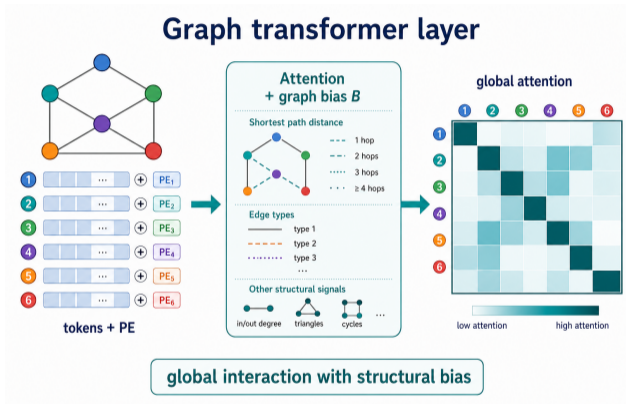 Graph transformer layer
1 ... + PE₁
2 ... + PE₂
3 ... + PE₃
4 ... + PE₄
5 ... + PE₅
6 ... + PE₆
tokens + PE
Attention
+ graph bias B
Shortest path distance
1 hop
2 hops
3 hops
≥ 4 hops
Edge types
type 1
type 2
type 3
...
Other structural signals
in/out degree
triangles
cycles
...
global attention
1 2 3 4 5 6
1
2
3
4
5
6
low attention
high attention
global interaction with structural bias